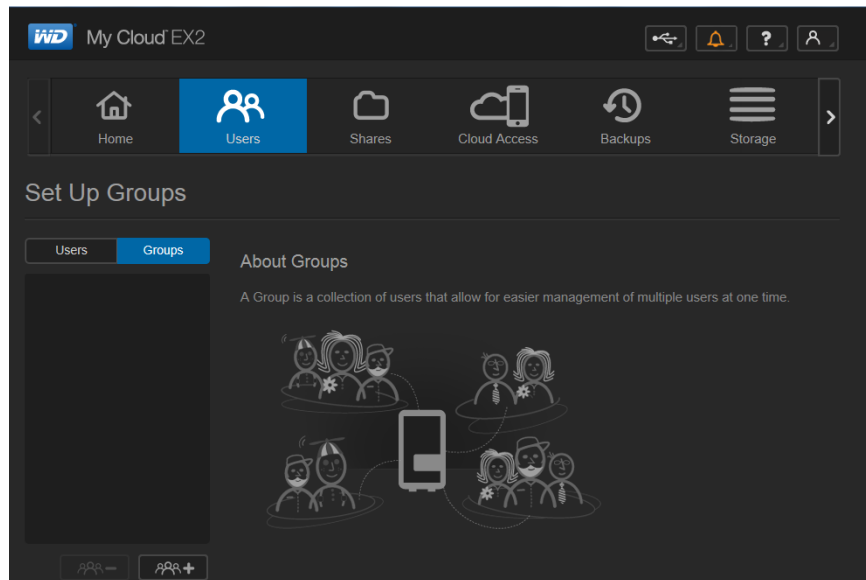 WD My Cloud EX2
?
Home Users Shares Cloud Access Backups Storage
Set Up Groups
Users Groups
About Groups
A Group is a collection of users that allow for easier management of multiple users at one time.